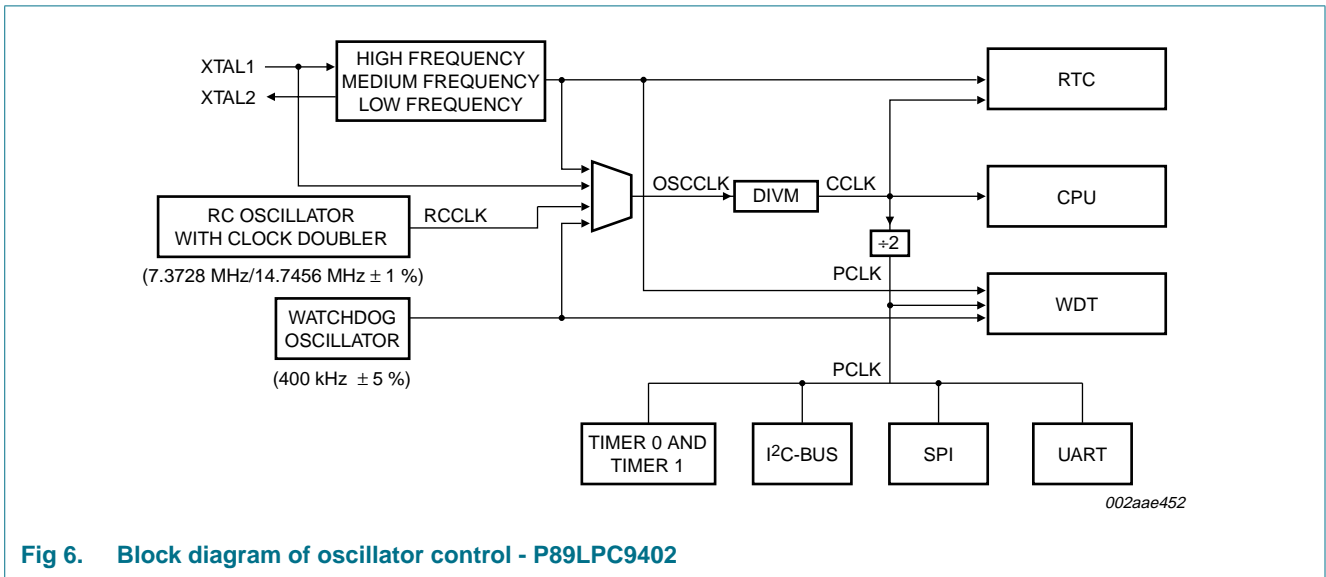 XTAL1
XTAL2
HIGH FREQUENCY
MEDIUM FREQUENCY
LOW FREQUENCY
RTC
OSCCLK
DIVM
CCLK
CPU
RC OSCILLATOR
WITH CLOCK DOUBLER
RCCLK
(7.3728 MHz/14.7456 MHz ± 1 %)
÷2
PCLK
WDT
WATCHDOG
OSCILLATOR
(400 kHz ± 5 %)
PCLK
TIMER 0 AND
TIMER 1
I²C-BUS
SPI
UART
002aae452
Fig 6. Block diagram of oscillator control - P89LPC9402